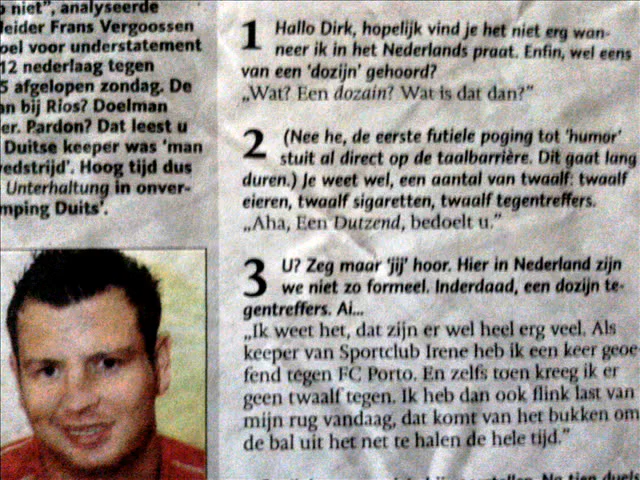 o niet”, analyseerde
leider Frans Vergoossen
oel voor understatement
12 nederlaag tegen
5 afgelopen zondag. De
an bij Rios? Doelman
er. Pardon? Dat leest u
Duitse keeper was 'man
vedstrijd'. Hoog tijd dus
Unterhaltung in onver-
mping Duits'.
1 Hallo Dirk, hopelijk vind je het niet erg wan-
neer ik in het Nederlands praat. Enfin, wel eens
van een 'dozijn' gehoord?
„Wat? Een dozain? Wat is dat dan?”
2 (Nee he, de eerste futiele poging tot 'humor'
stuit al direct op de taalbarrière. Dit gaat lang
duren.) Je weet wel, een aantal van twaalf: twaalf
eieren, twaalf sigaretten, twaalf tegentreffers.
„Aha, Een Dutzend, bedoelt u.”
3 U? Zeg maar 'jij' hoor. Hier in Nederland zijn
we niet zo formeel. Inderdaad, een dozijn te-
gentreffers. Ai...
„Ik weet het, dat zijn er wel heel erg veel. Als
keeper van Sportclub Irene heb ik een keer geoe-
fend tegen FC Porto. En zelfs toen kreeg ik er
geen twaalf tegen. Ik heb dan ook flink last van
mijn rug vandaag, dat komt van het bukken om
de bal uit het net te halen de hele tijd.”